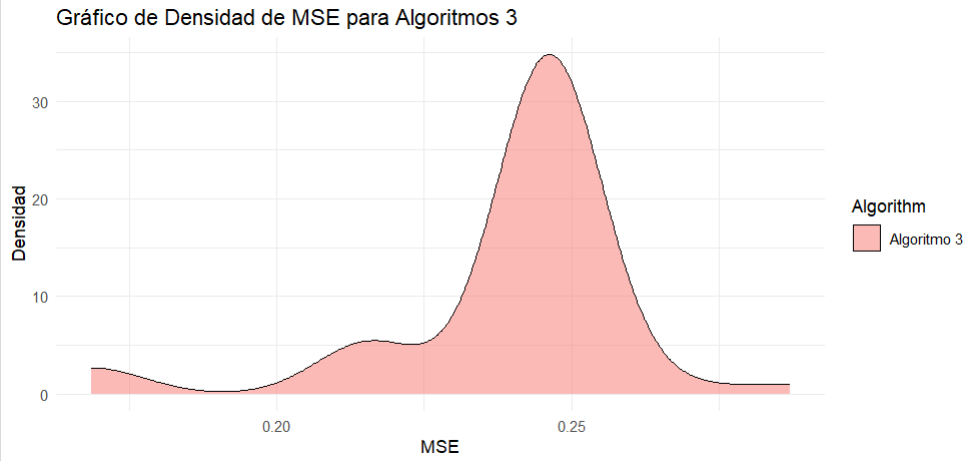 Gráfico de Densidad de MSE para Algoritmos 3
30
20
10
0
Densidad
0.20 0.25
MSE
Algorithm
Algoritmo 3